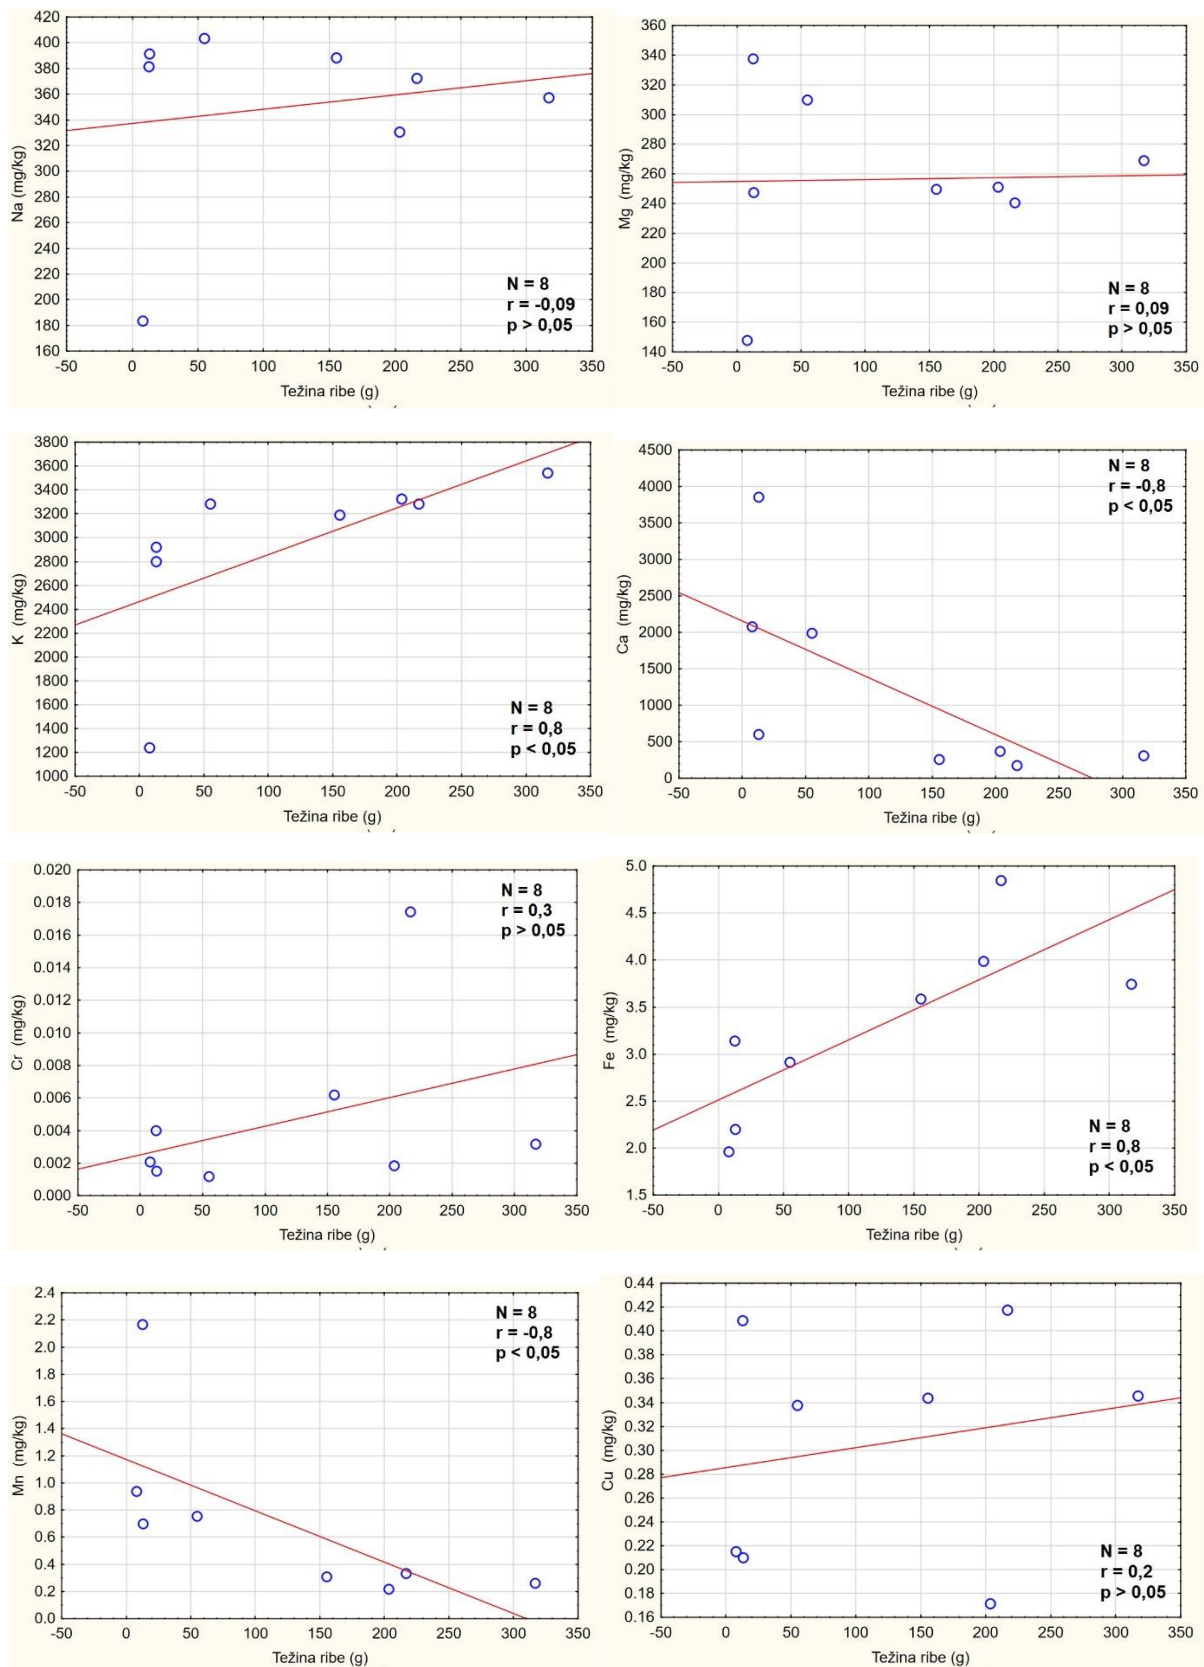 420
400
380
360
340
320
300
280
260
240
220
200
180
160
Na (mg/kg)
N = 8
r = -0,09
p > 0,05
-50 0 50 100 150 200 250 300 350
Težina ribe (g)
360
340
320
300
280
260
240
220
200
180
160
140
Mg (mg/kg)
N = 8
r = 0,09
p > 0,05
-50 0 50 100 150 200 250 300 350
Težina ribe (g)
3800
3600
3400
3200
3000
2800
2600
2400
2200
2000
1800
1600
1400
1200
1000
K (mg/kg)
N = 8
r = 0,8
p < 0,05
-50 0 50 100 150 200 250 300 350
Težina ribe (g)
4500
4000
3500
3000
2500
2000
1500
1000
500
0
Ca (mg/kg)
N = 8
r = -0,8
p < 0,05
-50 0 50 100 150 200 250 300 350
Težina ribe (g)
0.020
0.018
0.016
0.014
0.012
0.010
0.008
0.006
0.004
0.002
0.000
Cr (mg/kg)
N = 8
r = 0,3
p > 0,05
-50 0 50 100 150 200 250 300 350
Težina ribe (g)
5.0
4.5
4.0
3.5
3.0
2.5
2.0
1.5
Fe (mg/kg)
N = 8
r = 0,8
p < 0,05
-50 0 50 100 150 200 250 300 350
Težina ribe (g)
2.4
2.2
2.0
1.8
1.6
1.4
1.2
1.0
0.8
0.6
0.4
0.2
0.0
Mn (mg/kg)
N = 8
r = -0,8
p < 0,05
-50 0 50 100 150 200 250 300 350
Težina ribe (g)
0.44
0.42
0.40
0.38
0.36
0.34
0.32
0.30
0.28
0.26
0.24
0.22
0.20
0.18
0.16
Cu (mg/kg)
N = 8
r = 0,2
p > 0,05
-50 0 50 100 150 200 250 300 350
Težina ribe (g)